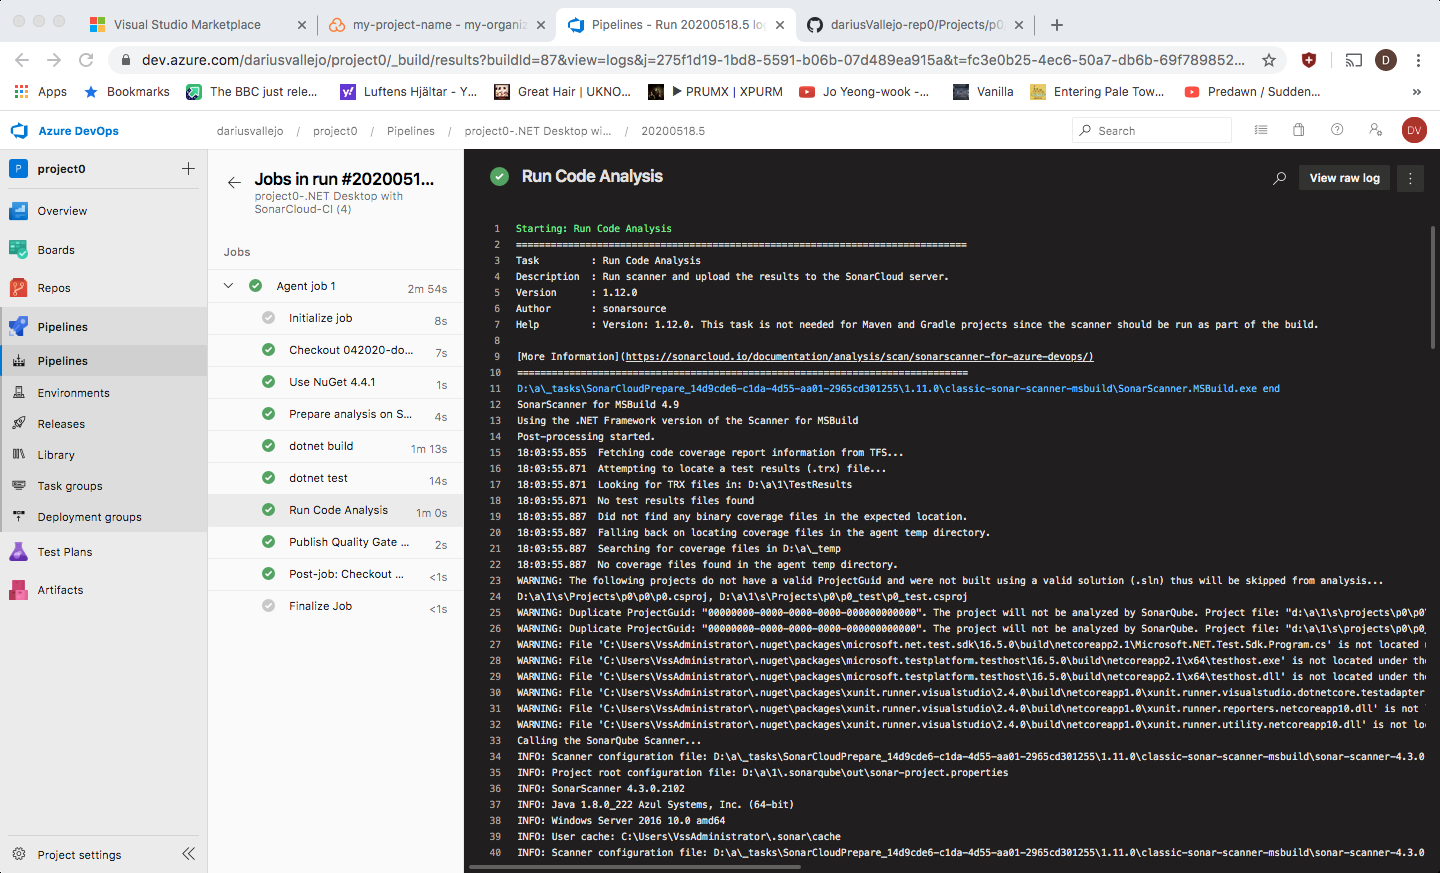 Visual Studio Marketplace
my-project-name - my-organiz
Pipelines - Run 20200518.5 lo
dariusVallejo-rep0/Projects/p0
dev.azure.com/dariusvallejo/project0/_build/results?buildId=87&view=logs&j=275f1d19-1bd8-5591-b06b-07d489ea915a&t=fc3e0b25-4ec6-50a7-db6b-69f789852...
D
Apps
Bookmarks
The BBC just rele...
Luftens Hjältar - Y...
Great Hair | UKNO...
▶ PRUMX | XPURM
Jo Yeong-wook -...
Vanilla
Entering Pale Tow...
Predawn / Sudden...
»
Azure DevOps
dariusvallejo / project0 / Pipelines / project0-.NET Desktop wi... / 20200518.5
Search
DV
P
project0
Overview
Boards
Repos
Pipelines
Pipelines
Environments
Releases
Library
Task groups
Deployment groups
Test Plans
Artifacts
Project settings
Jobs in run #2020051...
project0-.NET Desktop with
SonarCloud-CI (4)
Jobs
Agent job 1 2m 54s
Initialize job 8s
Checkout 042020-do... 7s
Use NuGet 4.4.1 1s
Prepare analysis on S... 4s
dotnet build 1m 13s
dotnet test 14s
Run Code Analysis 1m 0s
Publish Quality Gate ... 2s
Post-job: Checkout ... <1s
Finalize Job <1s
Run Code Analysis
View raw log
1 Starting: Run Code Analysis
2 ==============================================================================
3 Task : Run Code Analysis
4 Description : Run scanner and upload the results to the SonarCloud server.
5 Version : 1.12.0
6 Author : sonarsource
7 Help : Version: 1.12.0. This task is not needed for Maven and Gradle projects since the scanner should be run as part of the build.
8
9 [More Information](https://sonarcloud.io/documentation/analysis/scan/sonarscanner-for-azure-devops/)
10 ==============================================================================
11 D:\a\_tasks\SonarCloudPrepare_14d9cde6-c1da-4d55-aa01-2965cd301255\1.11.0\classic-sonar-scanner-msbuild\SonarScanner.MSBuild.exe end
12 SonarScanner for MSBuild 4.9
13 Using the .NET Framework version of the Scanner for MSBuild
14 Post-processing started.
15 18:03:55.855 Fetching code coverage report information from TFS...
16 18:03:55.871 Attempting to locate a test results (.trx) file...
17 18:03:55.871 Looking for TRX files in: D:\a\1\TestResults
18 18:03:55.871 No test results files found
19 18:03:55.887 Did not find any binary coverage files in the expected location.
20 18:03:55.887 Falling back on locating coverage files in the agent temp directory.
21 18:03:55.887 Searching for coverage files in D:\a\_temp
22 18:03:55.887 No coverage files found in the agent temp directory.
23 WARNING: The following projects do not have a valid ProjectGuid and were not built using a valid solution (.sln) thus will be skipped from analysis...
24 D:\a\1\s\Projects\p0\p0\p0.csproj, D:\a\1\s\Projects\p0\p0_test\p0_test.csproj
25 WARNING: Duplicate ProjectGuid: "00000000-0000-0000-0000-000000000000". The project will not be analyzed by SonarQube. Project file: "d:\a\1\s\projects\p0\p0\
26 WARNING: Duplicate ProjectGuid: "00000000-0000-0000-0000-000000000000". The project will not be analyzed by SonarQube. Project file: "d:\a\1\s\projects\p0\p0_
27 WARNING: File 'C:\Users\VssAdministrator\.nuget\packages\microsoft.net.test.sdk\16.5.0\build\netcoreapp2.1\Microsoft.NET.Test.Sdk.Program.cs' is not located
28 WARNING: File 'C:\Users\VssAdministrator\.nuget\packages\microsoft.testplatform.testhost\16.5.0\build\netcoreapp2.1\x64\testhost.exe' is not located under the
29 WARNING: File 'C:\Users\VssAdministrator\.nuget\packages\microsoft.testplatform.testhost\16.5.0\build\netcoreapp2.1\x64\testhost.dll' is not located under the
30 WARNING: File 'C:\Users\VssAdministrator\.nuget\packages\xunit.runner.visualstudio\2.4.0\build\netcoreapp1.0\xunit.runner.visualstudio.dotnetcore.testadapter
31 WARNING: File 'C:\Users\VssAdministrator\.nuget\packages\xunit.runner.visualstudio\2.4.0\build\netcoreapp1.0\xunit.runner.reporters.netcoreapp10.dll' is not
32 WARNING: File 'C:\Users\VssAdministrator\.nuget\packages\xunit.runner.visualstudio\2.4.0\build\netcoreapp1.0\xunit.runner.utility.netcoreapp10.dll' is not loc
33 Calling the SonarQube Scanner...
34 INFO: Scanner configuration file: D:\a\_tasks\SonarCloudPrepare_14d9cde6-c1da-4d55-aa01-2965cd301255\1.11.0\classic-sonar-scanner-msbuild\sonar-scanner-4.3.0
35 INFO: Project root configuration file: D:\a\1\.sonarqube\out\sonar-project.properties
36 INFO: SonarScanner 4.3.0.2102
37 INFO: Java 1.8.0_222 Azul Systems, Inc. (64-bit)
38 INFO: Windows Server 2016 10.0 amd64
39 INFO: User cache: C:\Users\VssAdministrator\.sonar\cache
40 INFO: Scanner configuration file: D:\a\_tasks\SonarCloudPrepare_14d9cde6-c1da-4d55-aa01-2965cd301255\1.11.0\classic-sonar-scanner-msbuild\sonar-scanner-4.3.0